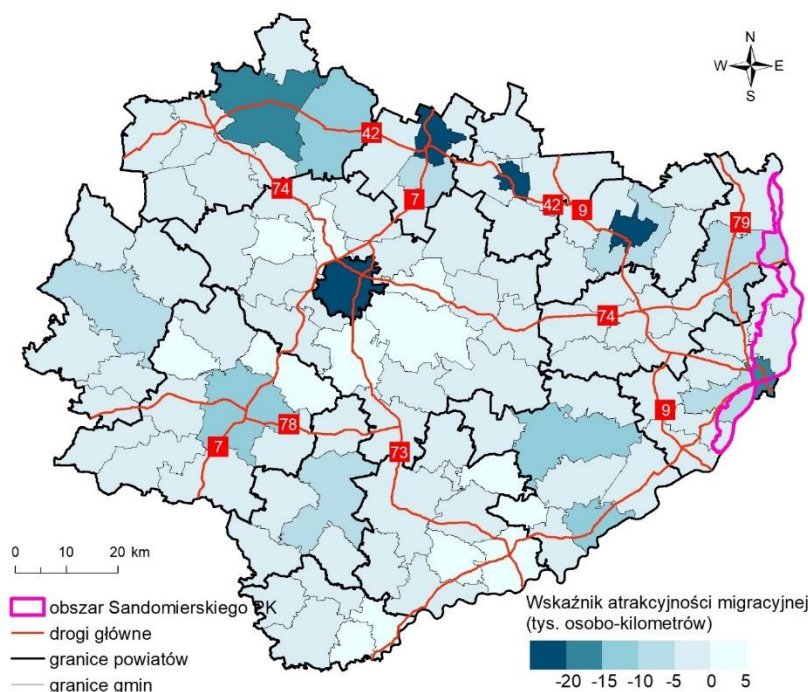 N
W E
S
42
74
7
42
9
79
74
9
78
7
73
0 10 20 km
obszar Sandomierskiego PK
drogi główne
granice powiatów
granice gmin
Wskaźnik atrakcyjności migracyjnej
(tys. osobo-kilometrów)
-20 -15 -10 -5 0 5